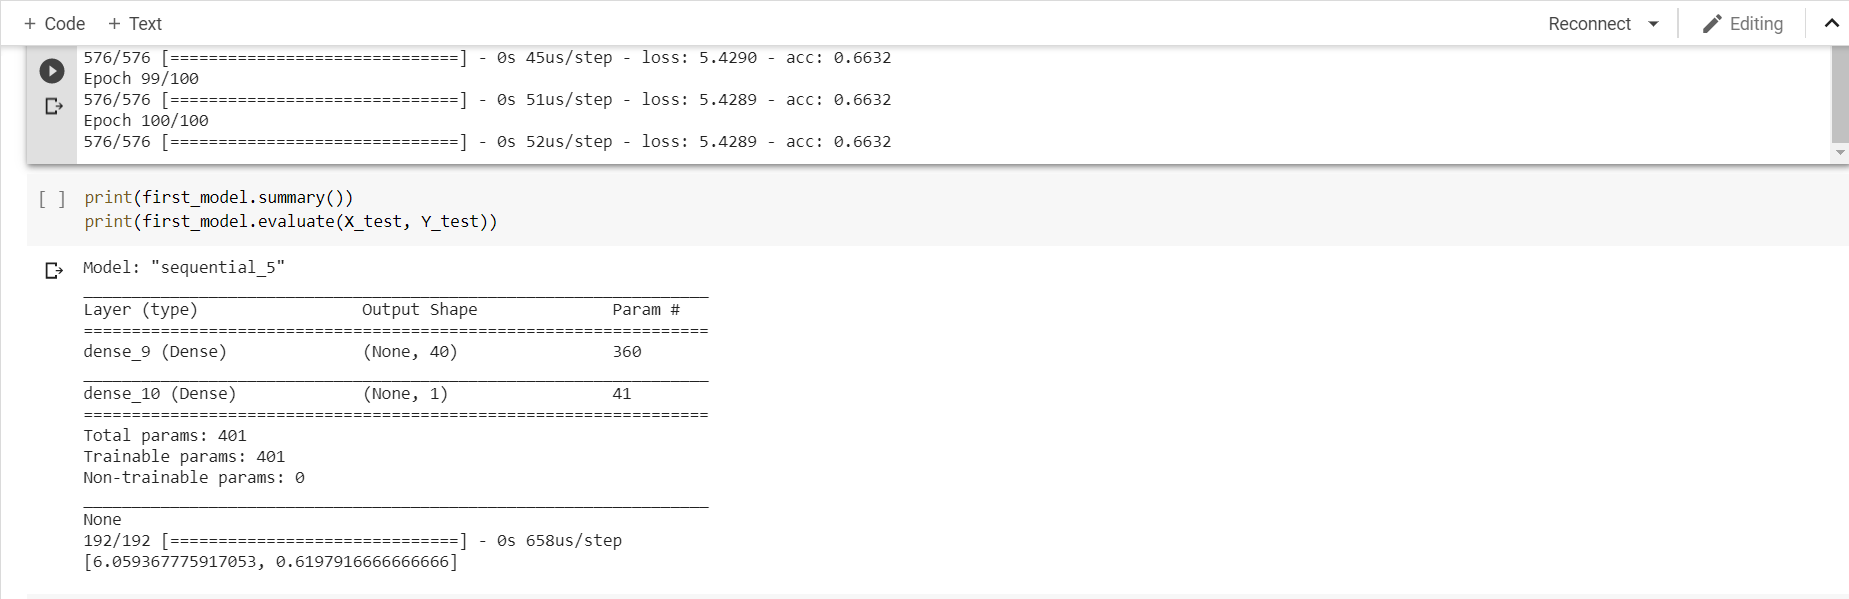 + Code + Text Reconnect Editing
576/576 [==============================] - 0s 45us/step - loss: 5.4290 - acc: 0.6632
Epoch 99/100
576/576 [==============================] - 0s 51us/step - loss: 5.4289 - acc: 0.6632
Epoch 100/100
576/576 [==============================] - 0s 52us/step - loss: 5.4289 - acc: 0.6632
[ ] print(first_model.summary())
print(first_model.evaluate(X_test, Y_test))
Model: "sequential_5"
_________________________________________________________________
Layer (type) Output Shape Param #
=================================================================
dense_9 (Dense) (None, 40) 360
_________________________________________________________________
dense_10 (Dense) (None, 1) 41
=================================================================
Total params: 401
Trainable params: 401
Non-trainable params: 0
_________________________________________________________________
None
192/192 [==============================] - 0s 658us/step
[6.059367775917053, 0.6197916666666666]